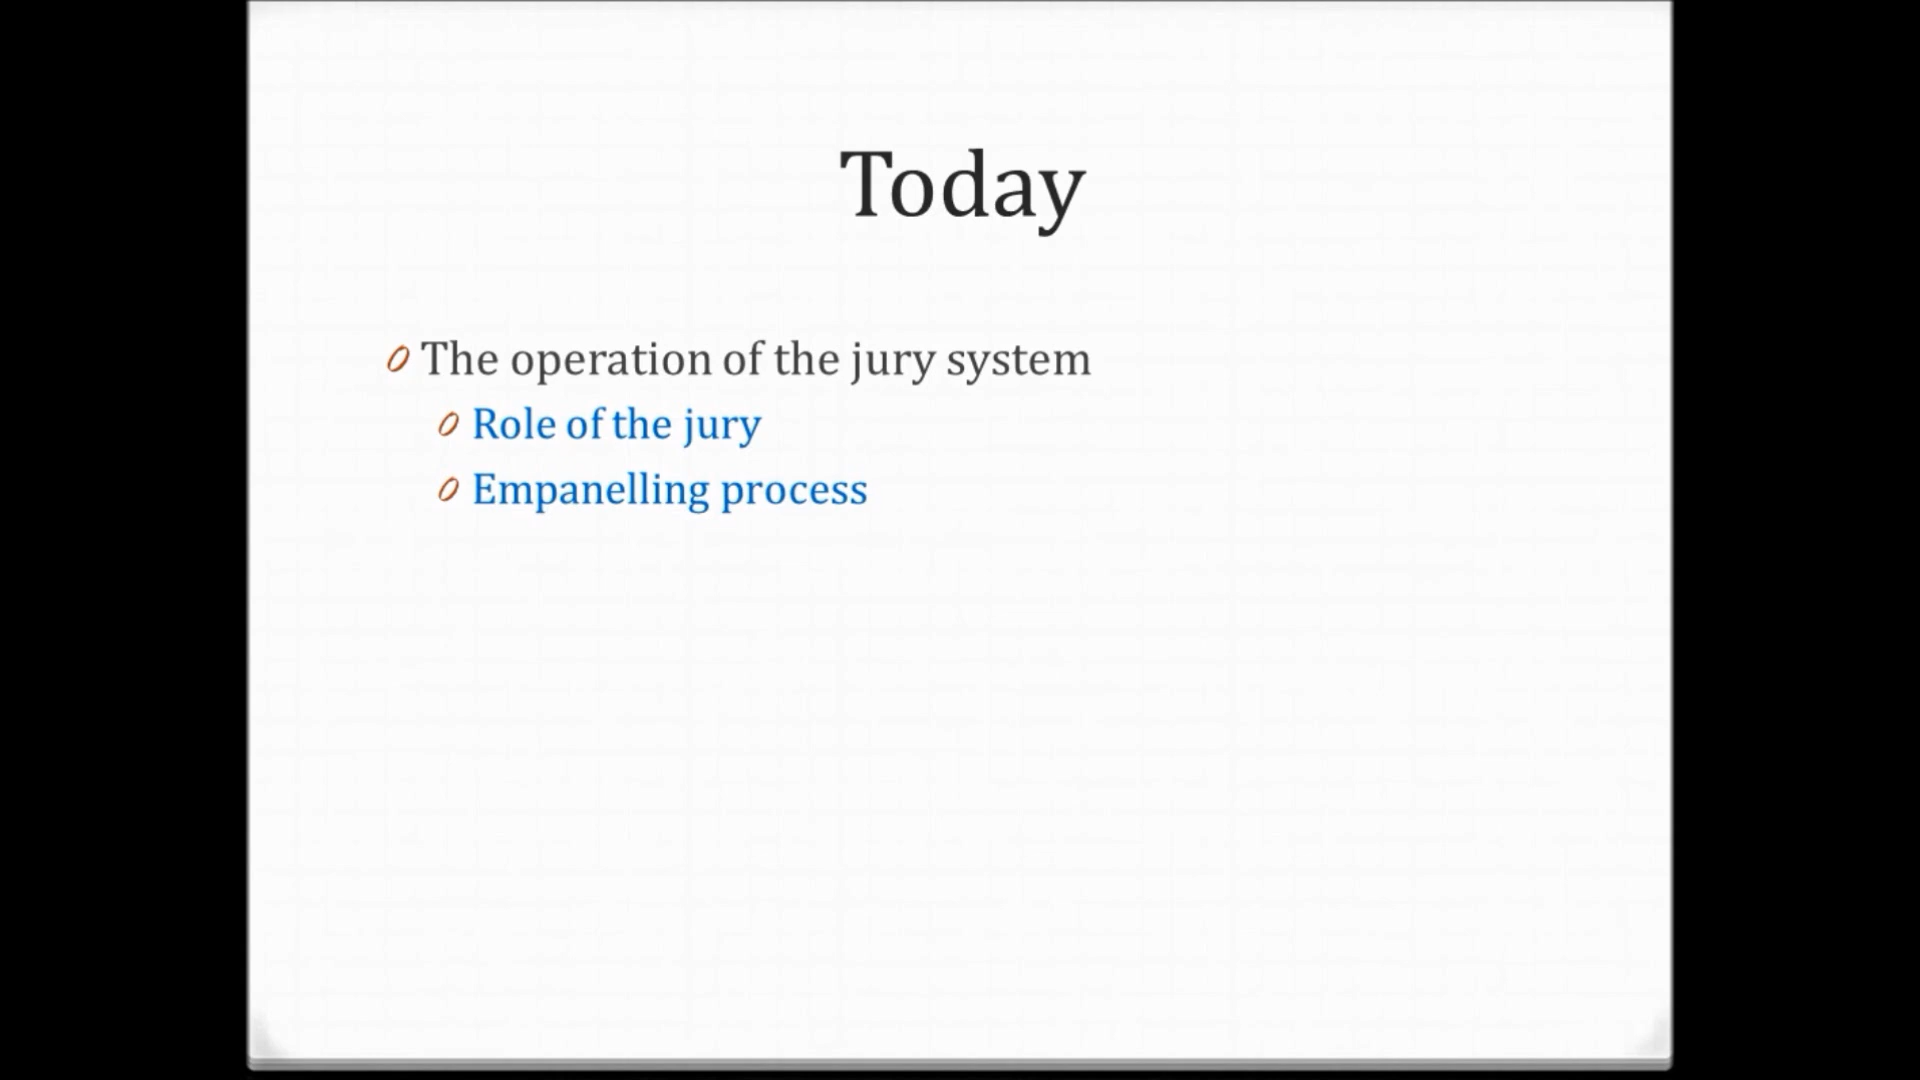 Today
The operation of the jury system
Role of the jury
Empanelling process